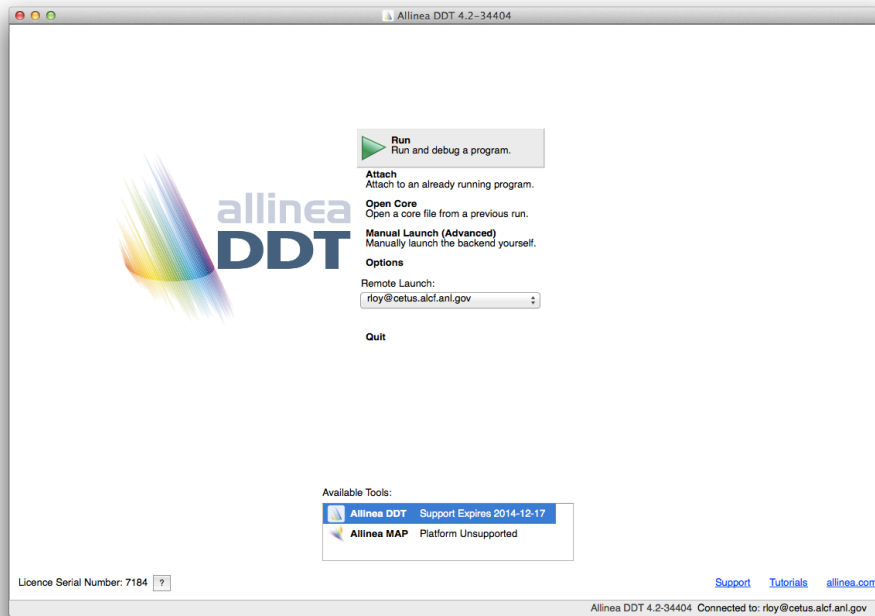 Allinea DDT 4.2-34404
Run
Run and debug a program.
Attach
Attach to an already running program.
Open Core
Open a core file from a previous run.
Manual Launch (Advanced)
Manually launch the backend yourself.
Options
Remote Launch:
rloy@cetus.alcf.anl.gov
Quit
allinea
DDT
Available Tools:
Allinea DDT Support Expires 2014-12-17
Allinea MAP Platform Unsupported
Licence Serial Number: 7184 ?
Support Tutorials allinea.com
Allinea DDT 4.2-34404 Connected to: rloy@cetus.alcf.anl.gov